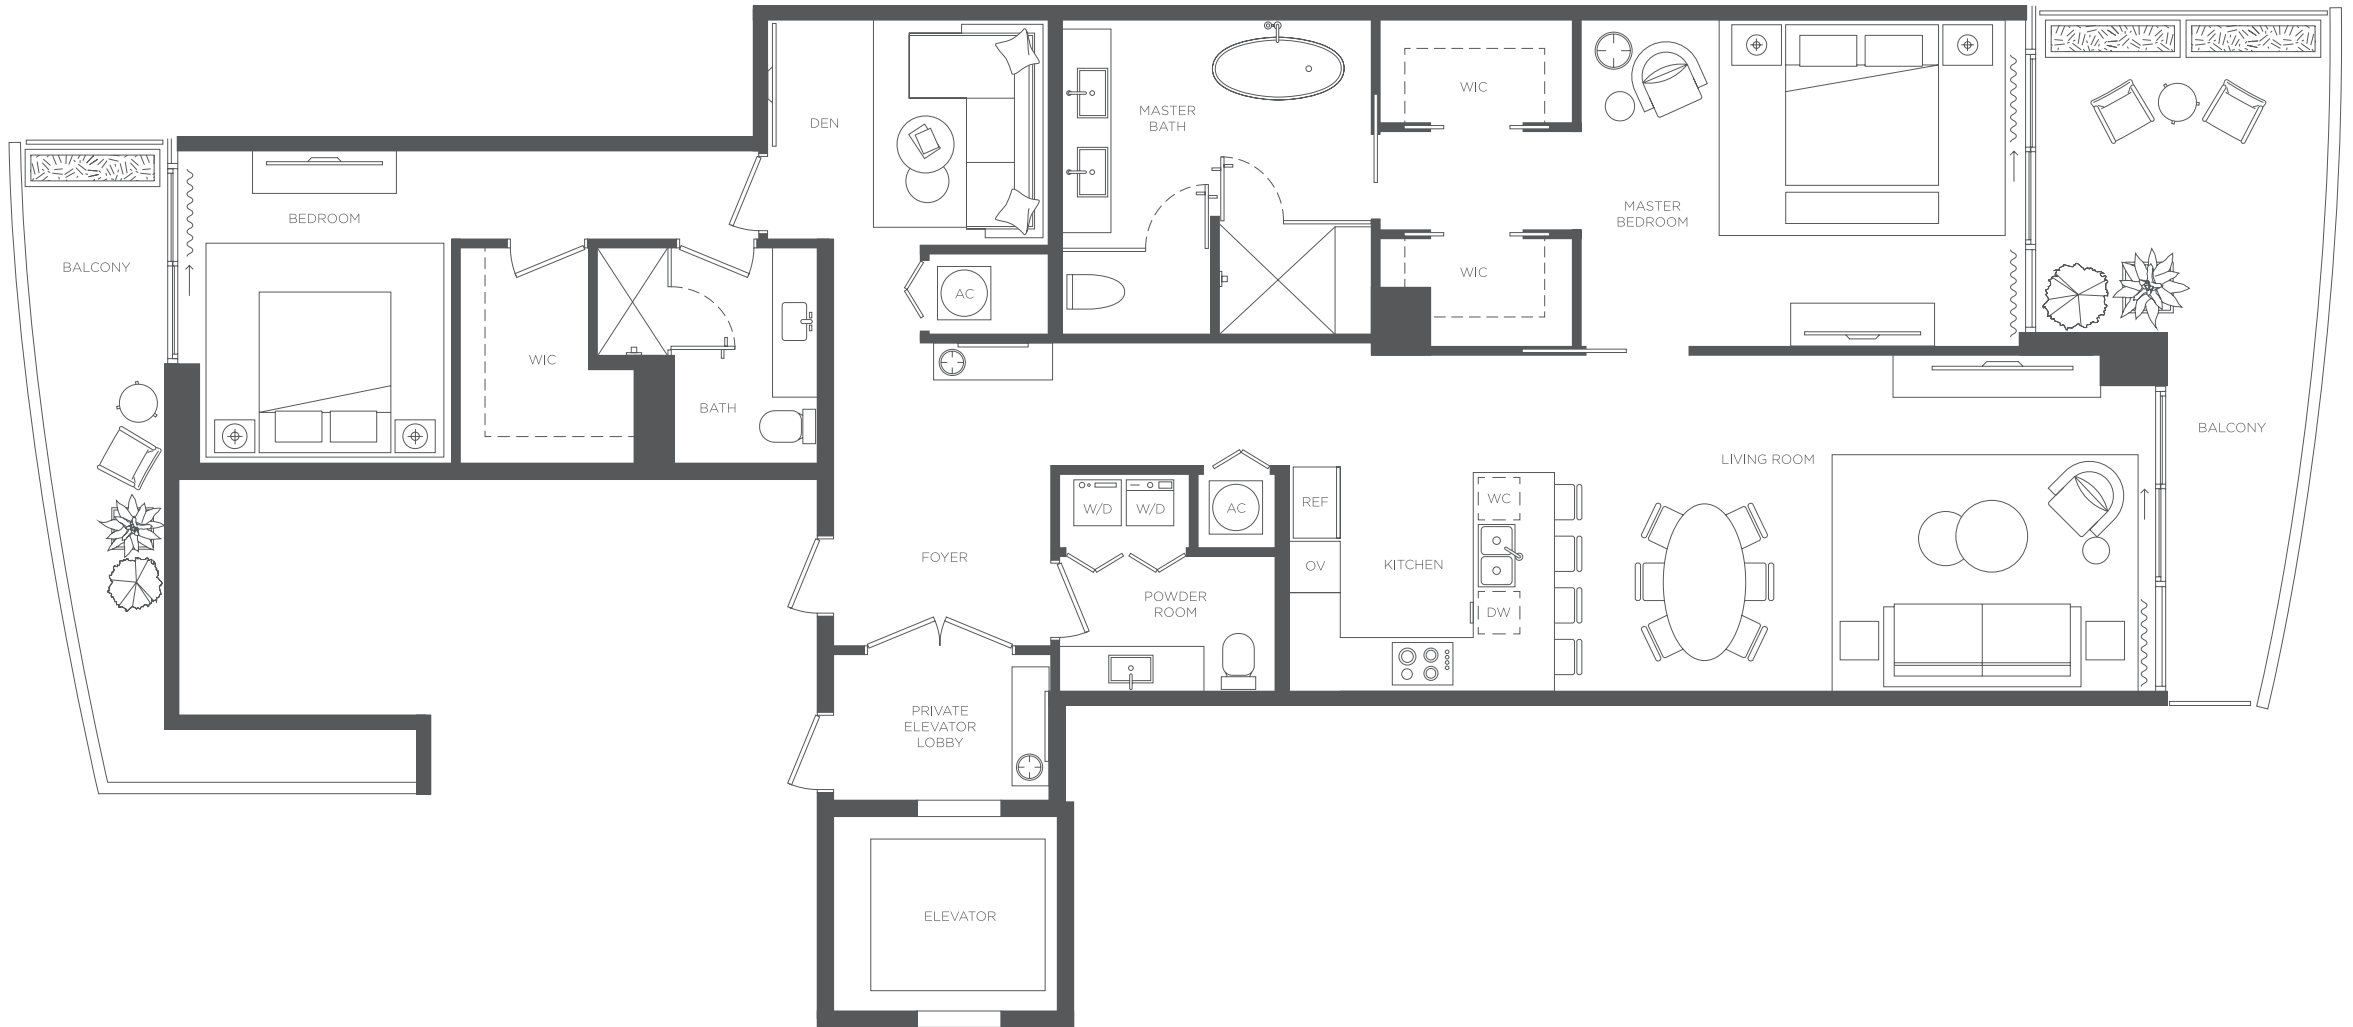 DEN
MASTER
BATH
WIC
MASTER
BEDROOM
BEDROOM
BALCONY
WIC
AC
WIC
BATH
BALCONY
LIVING ROOM
REF
WC
W/D
W/D
AC
FOYER
OV
KITCHEN
DW
POWDER
ROOM
PRIVATE
ELEVATOR
LOBBY
ELEVATOR